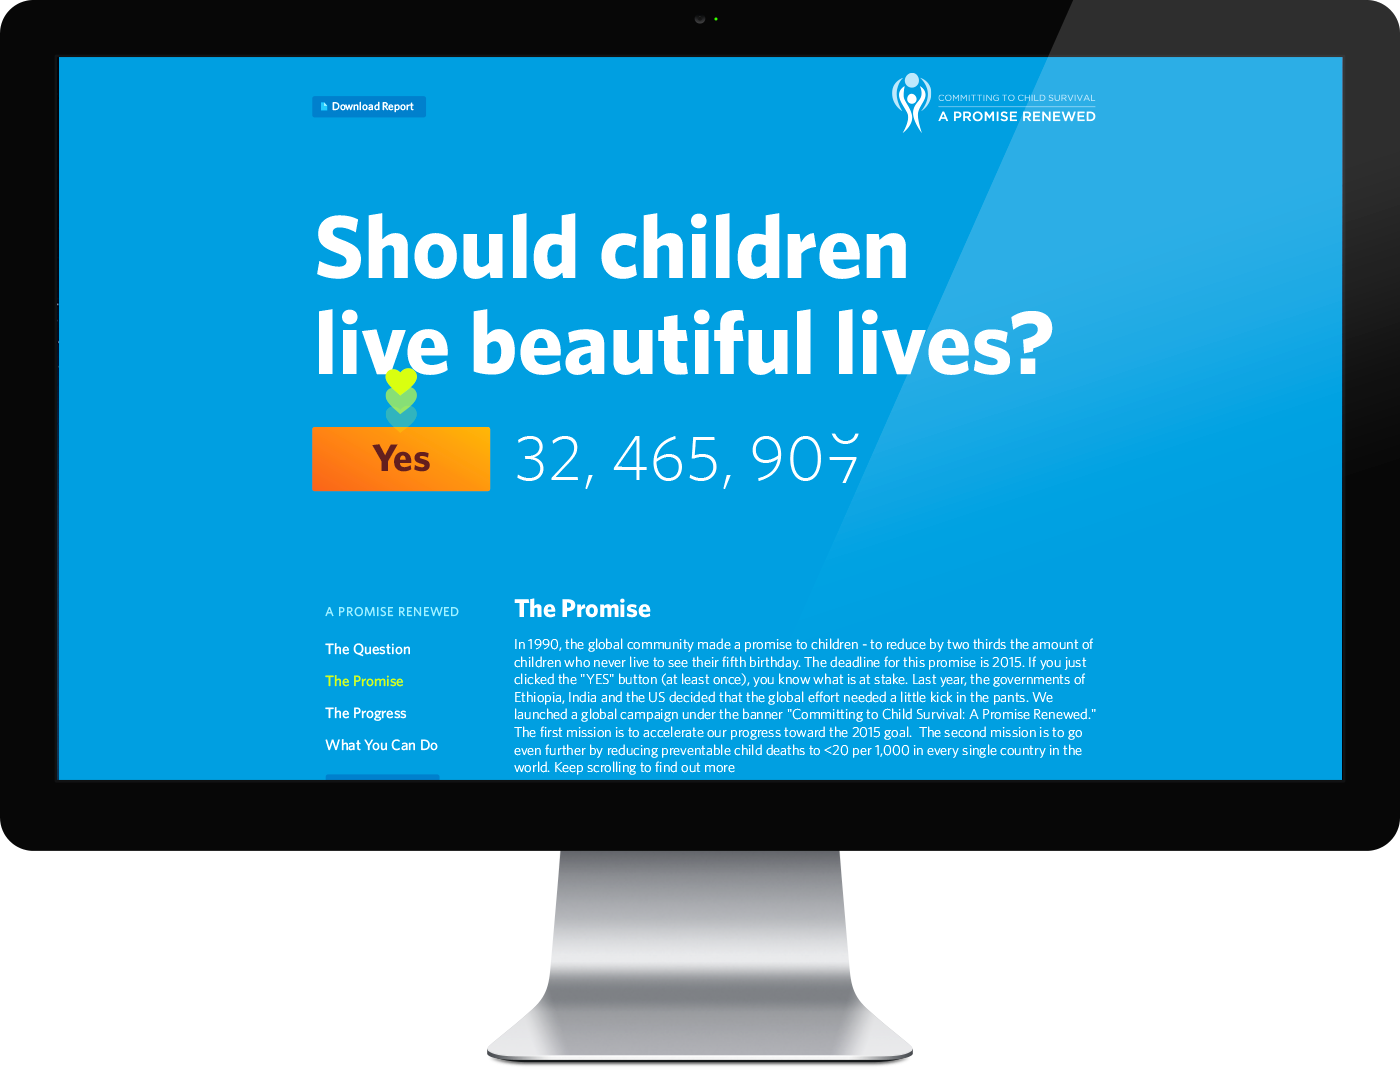 Download Report
COMMITTING TO CHILD SURVIVAL
A PROMISE RENEWED
Should children
live beautiful lives?
Yes
32, 465, 90
A PROMISE RENEWED
The Question
The Promise
The Progress
What You Can Do
The Promise
In 1990, the global community made a promise to children - to reduce by two thirds the amount of
children who never live to see their fifth birthday. The deadline for this promise is 2015. If you just
clicked the "YES" button (at least once), you know what is at stake. Last year, the governments of
Ethiopia, India and the US decided that the global effort needed a little kick in the pants. We
launched a global campaign under the banner "Committing to Child Survival: A Promise Renewed."
The first mission is to accelerate our progress toward the 2015 goal.  The second mission is to go
even further by reducing preventable child deaths to <20 per 1,000 in every single country in the
world. Keep scrolling to find out more